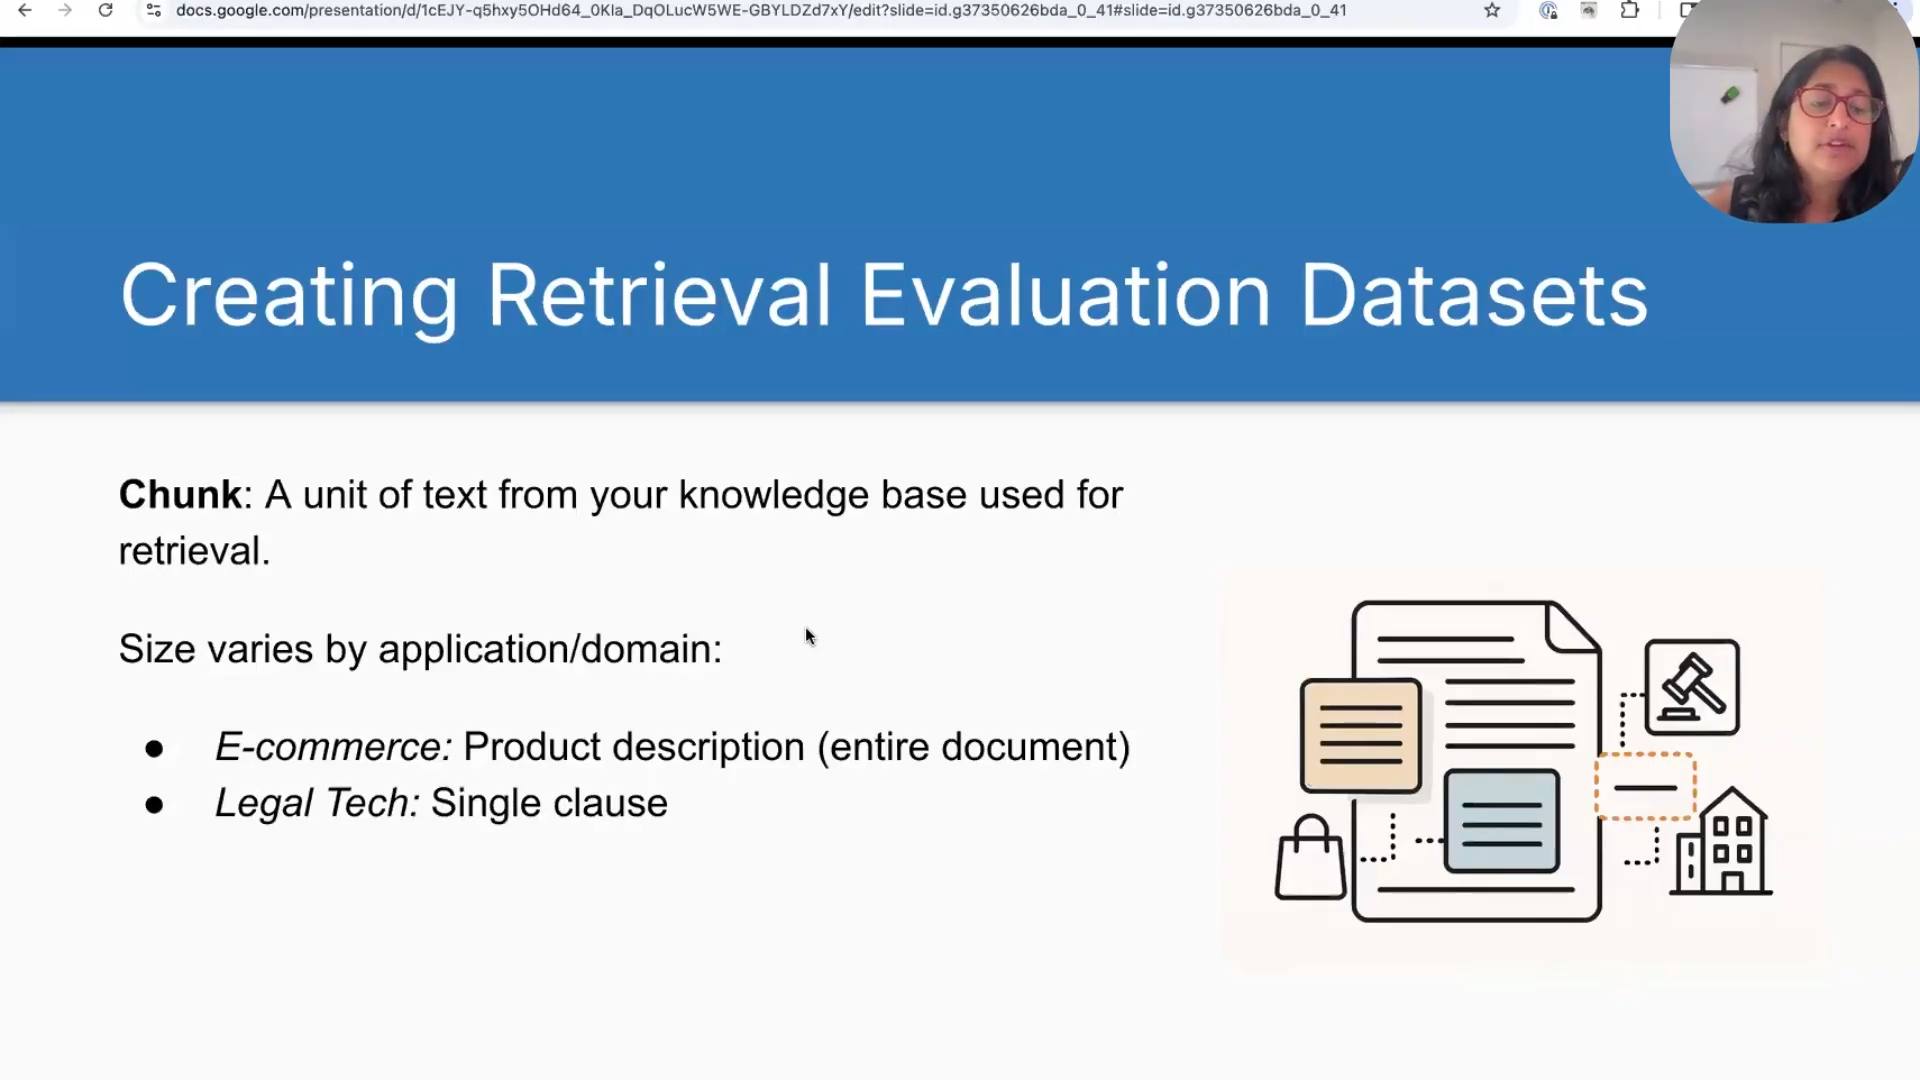 docs.google.com/presentation/d/1cEJY-q5hxy5OHd64_0Kla_DqOLucW5WE-GBYLDZd7xY/edit?slide=id.g37350626bda_0_41#slide=id.g37350626bda_0_41
Creating Retrieval Evaluation Datasets
Chunk: A unit of text from your knowledge base used for
retrieval.
Size varies by application/domain:
● E-commerce: Product description (entire document)
● Legal Tech: Single clause